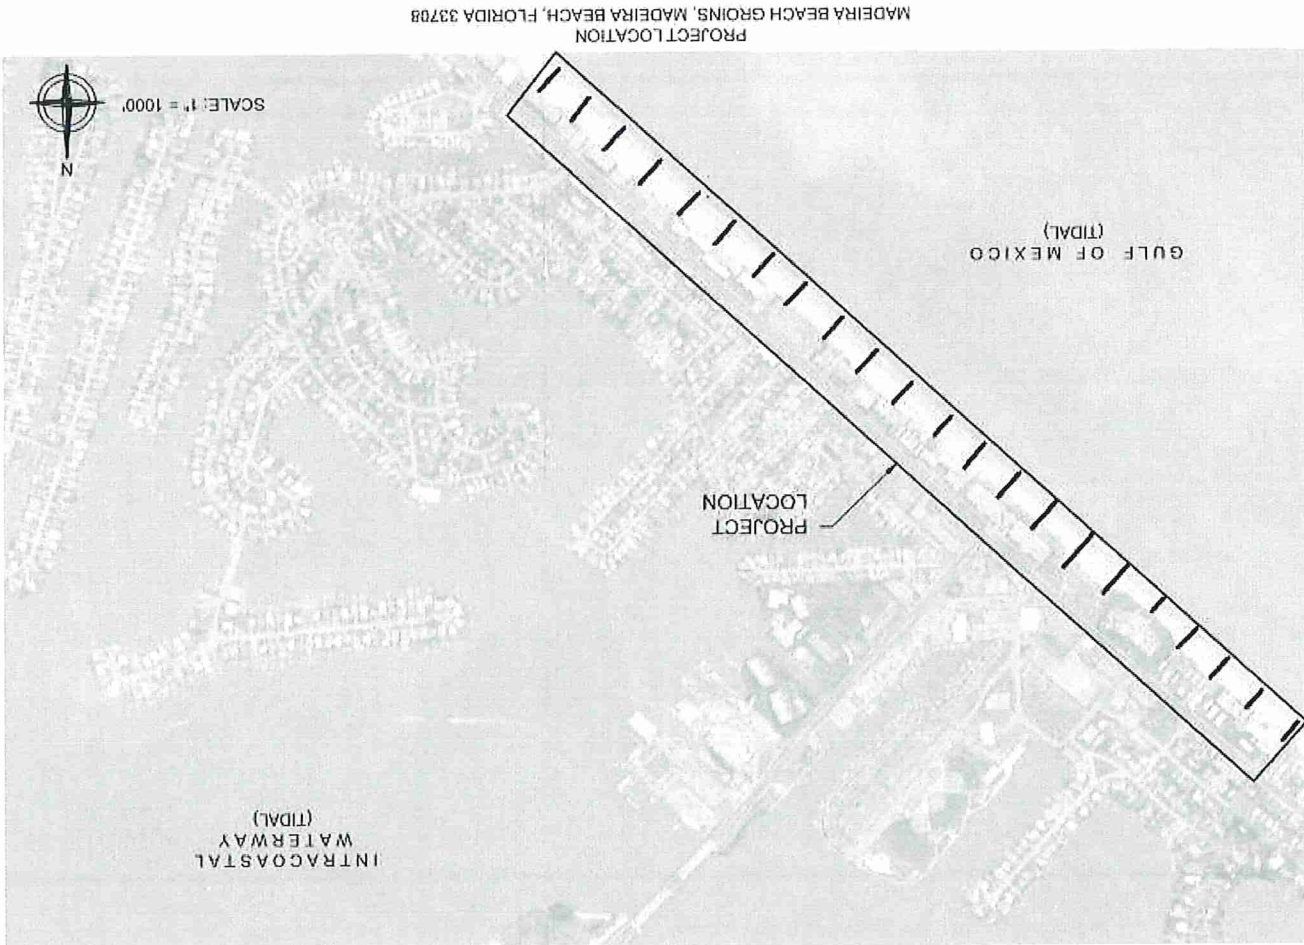 INTRACOASTAL
WATERWAY
(TIDAL)
PROJECT
LOCATION
GULF OF MEXICO
(TIDAL)
N
SCALE: 1" = 1000'
PROJECT LOCATION
MADEIRA BEACH GROINS, MADEIRA BEACH, FLORIDA 33708